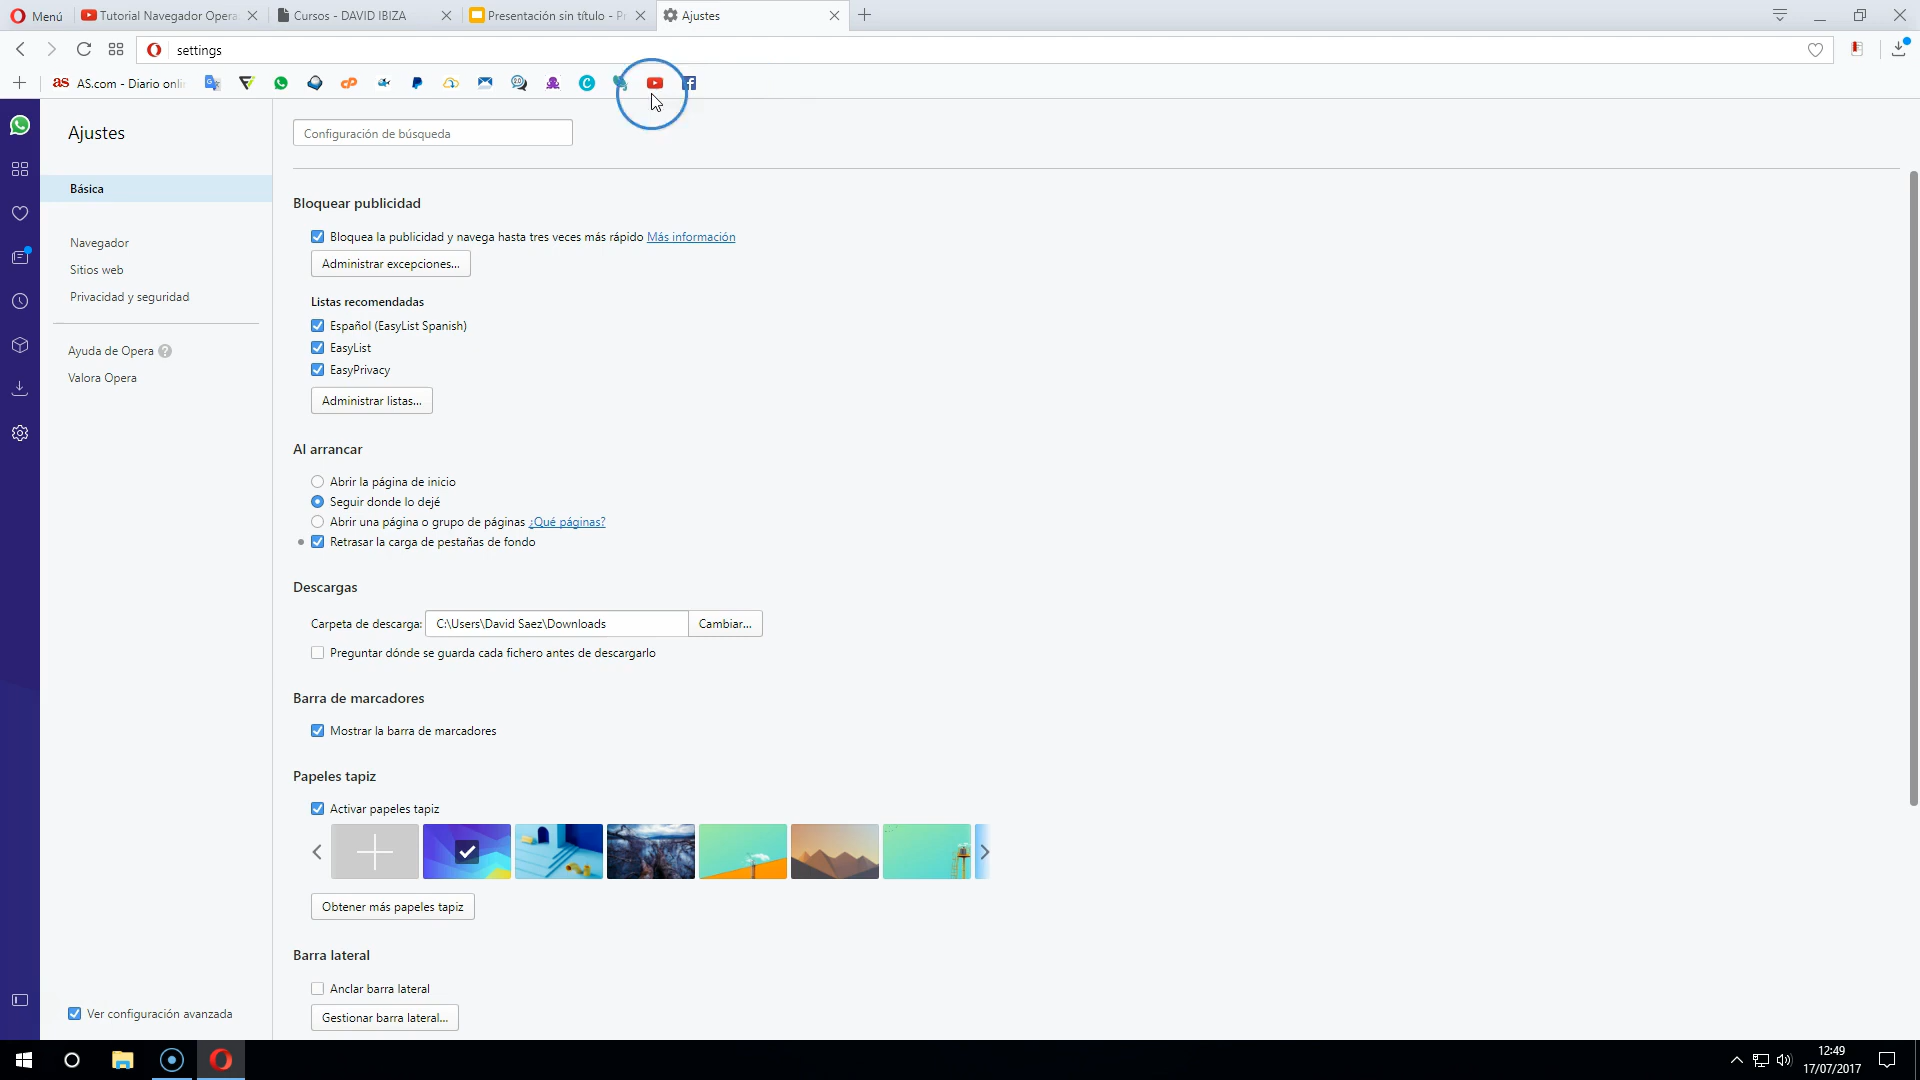 Menú
Tutorial Navegador Opera
Cursos - DAVID IBIZA
Presentación sin título - Pr
Ajustes
settings
as AS.com - Diario onlin
Ajustes
Configuración de búsqueda
Básica
Navegador
Sitios web
Privacidad y seguridad
Ayuda de Opera ?
Valora Opera
Ver configuración avanzada
Bloquear publicidad
Bloquea la publicidad y navega hasta tres veces más rápido Más información
Administrar excepciones...
Listas recomendadas
Español (EasyList Spanish)
EasyList
EasyPrivacy
Administrar listas...
Al arrancar
Abrir la página de inicio
Seguir donde lo dejé
Abrir una página o grupo de páginas ¿Qué páginas?
Retrasar la carga de pestañas de fondo
Descargas
Carpeta de descarga: C:\Users\David Saez\Downloads Cambiar...
Preguntar dónde se guarda cada fichero antes de descargarlo
Barra de marcadores
Mostrar la barra de marcadores
Papeles tapiz
Activar papeles tapiz
Obtener más papeles tapiz
Barra lateral
Anclar barra lateral
Gestionar barra lateral...
12:49
17/07/2017